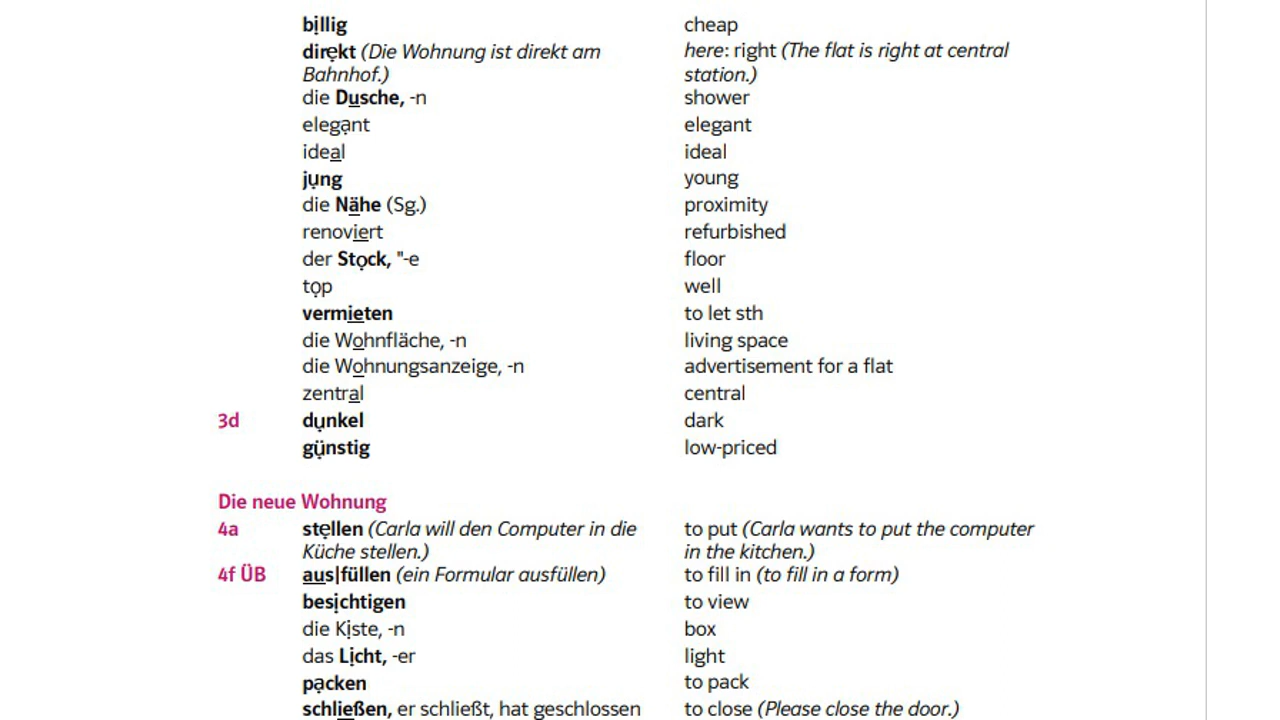 billig cheap
direkt (Die Wohnung ist direkt am here: right (The flat is right at central
Bahnhof.) station.)
die Dusche, -n shower
elegant elegant
ideal ideal
jung young
die Nähe (Sg.) proximity
renoviert refurbished
der Stock, "-e floor
top well
vermieten to let sth
die Wohnfläche, -n living space
die Wohnungsanzeige, -n advertisement for a flat
zentral central
3d dunkel dark
günstig low-priced
Die neue Wohnung
4a stellen (Carla will den Computer in die to put (Carla wants to put the computer
Küche stellen.) in the kitchen.)
4f ÜB aus|füllen (ein Formular ausfüllen) to fill in (to fill in a form)
besichtigen to view
die Kiste, -n box
das Licht, -er light
packen to pack
schließen, er schließt, hat geschlossen to close (Please close the door.)